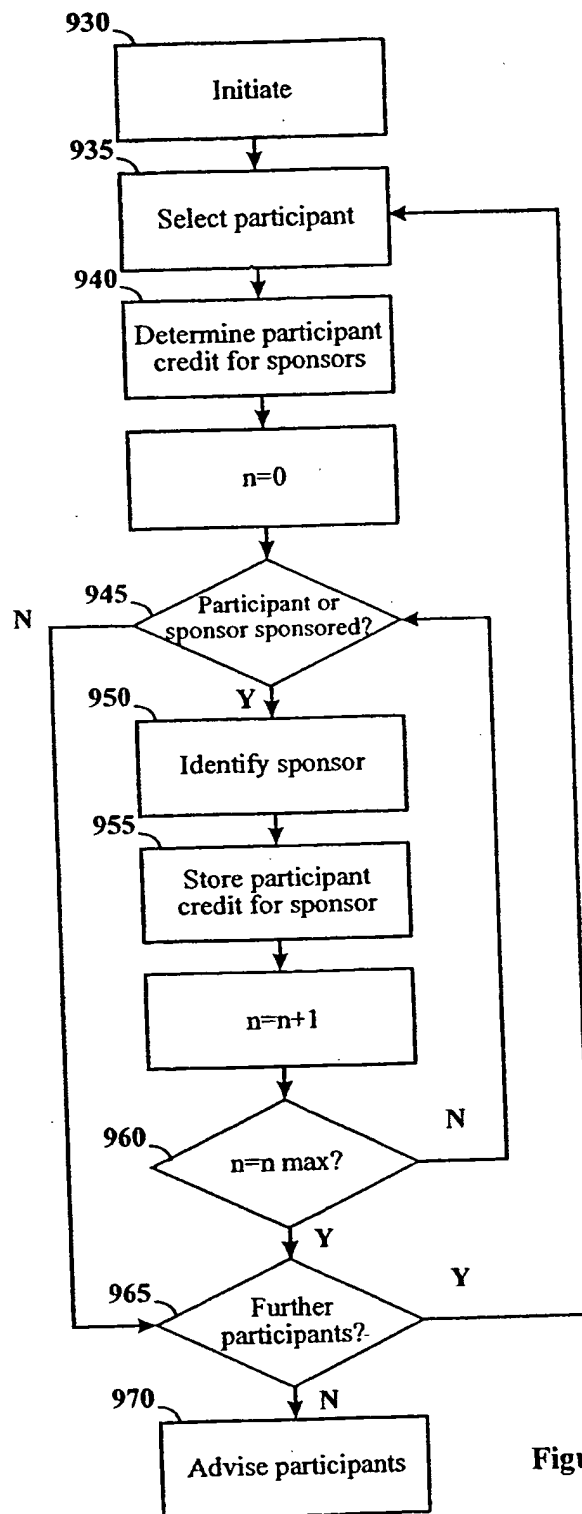 930
Initiate
935
Select participant
940
Determine participant
credit for sponsors
n=0
945
N
Participant or
sponsor sponsored?
Y
950
Identify sponsor
955
Store participant
credit for sponsor
n=n+1
960
n=n max?
N
Y
965
Further
participants?
Y
N
970
Advise participants